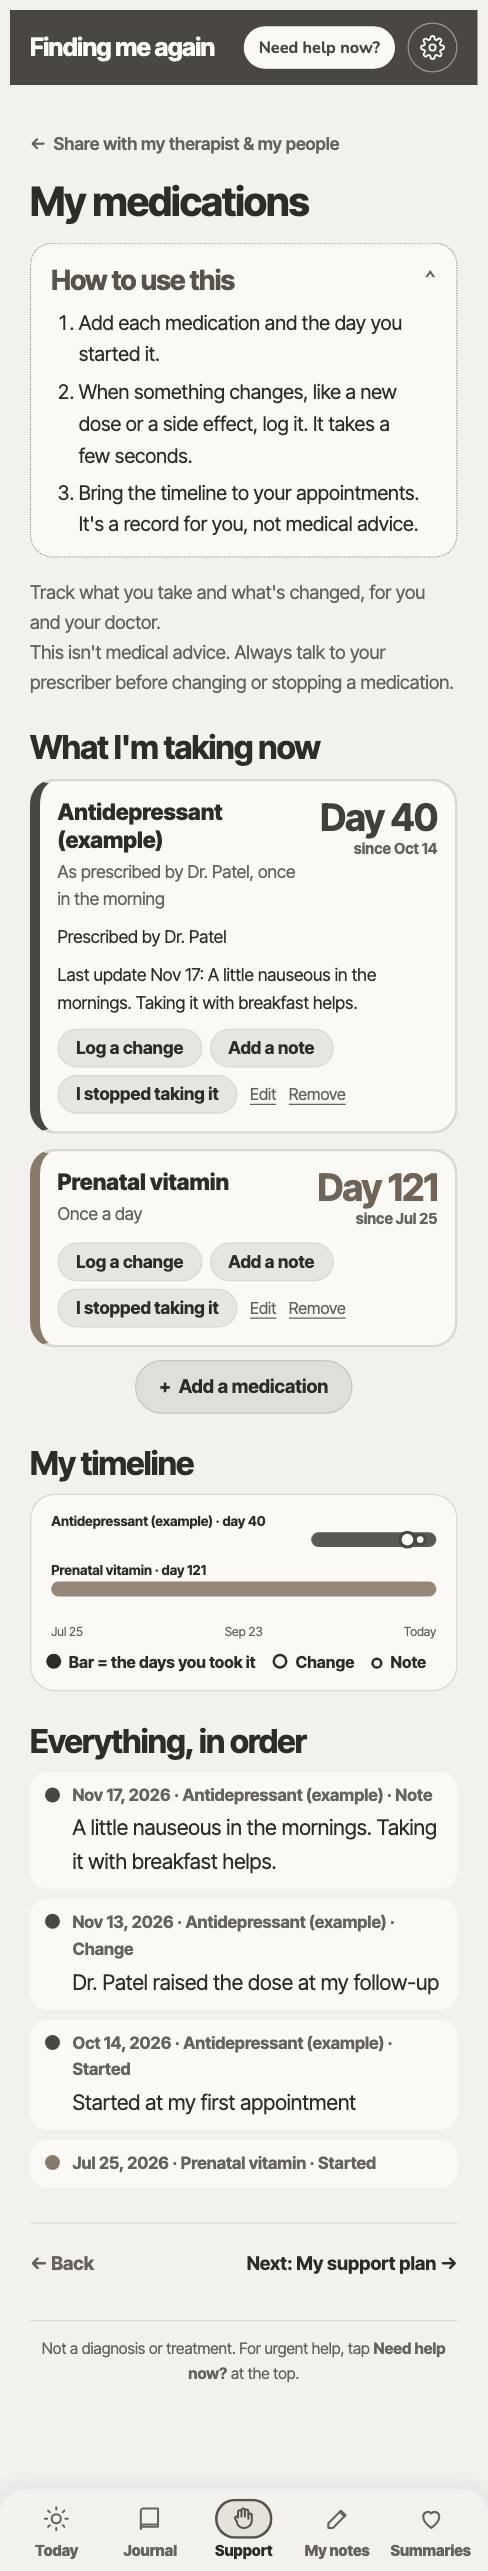 Finding me again
Need help now?
← Share with my therapist & my people
My medications
How to use this
1. Add each medication and the day you
started it.
2. When something changes, like a new
dose or a side effect, log it. It takes a
few seconds.
3. Bring the timeline to your appointments.
It's a record for you, not medical advice.
Track what you take and what's changed, for you
and your doctor.
This isn't medical advice. Always talk to your
prescriber before changing or stopping a medication.
What I'm taking now
Antidepressant
(example)
Day 40
since Oct 14
As prescribed by Dr. Patel, once
in the morning
Prescribed by Dr. Patel
Last update Nov 17: A little nauseous in the
mornings. Taking it with breakfast helps.
Log a change
Add a note
I stopped taking it
Edit
Remove
Prenatal vitamin
Day 121
since Jul 25
Once a day
Log a change
Add a note
I stopped taking it
Edit
Remove
+ Add a medication
My timeline
Antidepressant (example) · day 40
Prenatal vitamin · day 121
Jul 25
Sep 23
Today
Bar = the days you took it
Change
Note
Everything, in order
Nov 17, 2026 · Antidepressant (example) · Note
A little nauseous in the mornings. Taking
it with breakfast helps.
Nov 13, 2026 · Antidepressant (example) ·
Change
Dr. Patel raised the dose at my follow-up
Oct 14, 2026 · Antidepressant (example) ·
Started
Started at my first appointment
Jul 25, 2026 · Prenatal vitamin · Started
← Back
Next: My support plan →
Not a diagnosis or treatment. For urgent help, tap Need help
now? at the top.
Today
Journal
Support
My notes
Summaries